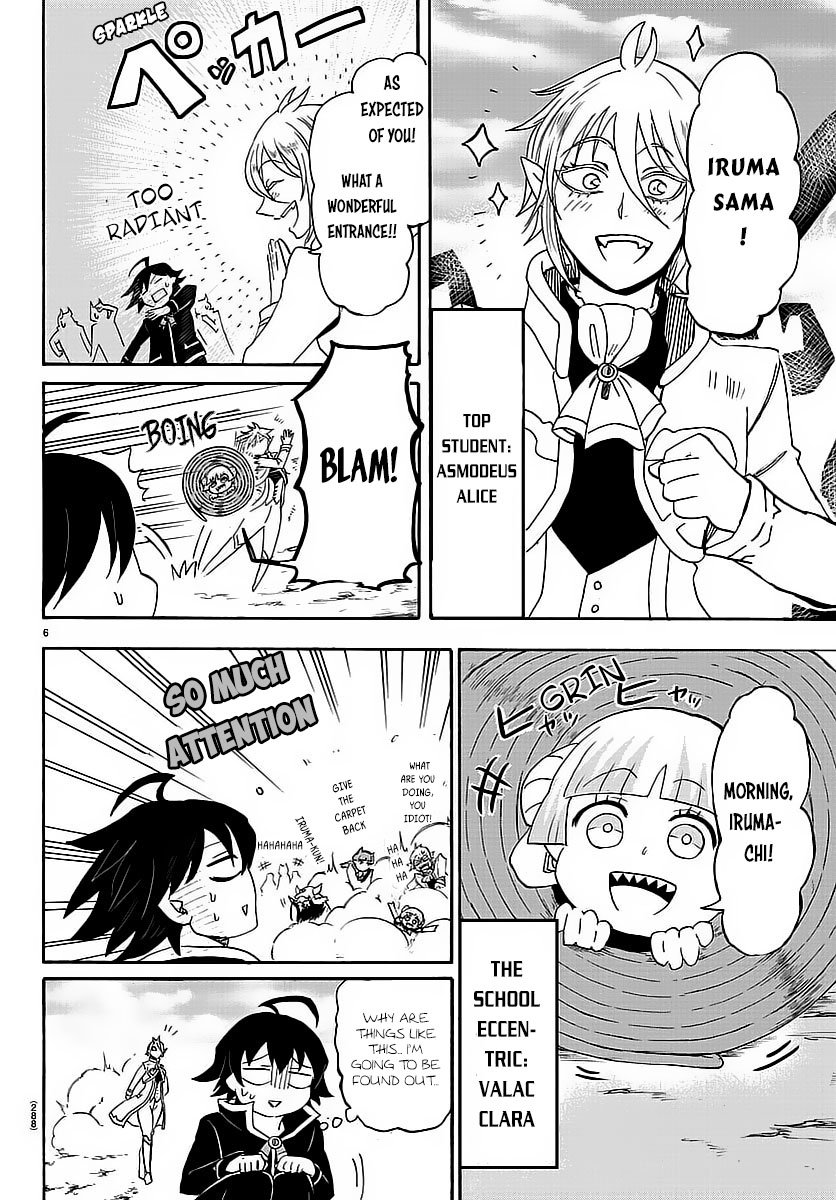 IRUMA
SAMA
!
TOP
STUDENT:
ASMODEUS
ALICE
SPARKLE
ペッカー
AS
EXPECTED
OF YOU!
WHAT A
WONDERFUL
ENTRANCE!!
TOO
RADIANT
BLAM!
BOING
6
GRIN
ヒャッ
ヒャッ
MORNING,
IRUMA-
CHI!
THE
SCHOOL
ECCEN-
TRIC:
VALAC
CLARA
SO MUCH
ATTENTION
WHAT
ARE YOU
DOING,
YOU
IDIOT!
GIVE
THE
CARPET
BACK
IRUMA-KUN!
HAHAHAHA
HA
HA
HA
WHY ARE
THINGS LIKE
THIS.. I'M
GOING TO BE
FOUND OUT..
(288)